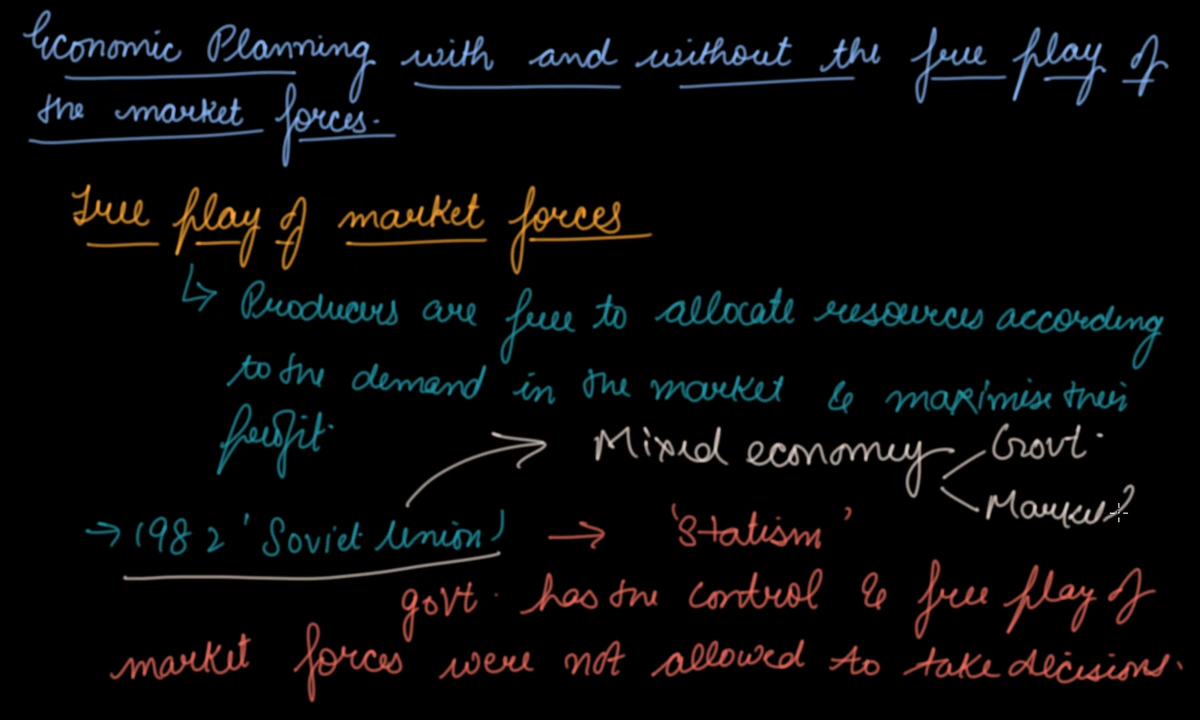 Economic Planning with and without the free play of
the market forces.
Free play of market forces
↳ Producers are free to allocate resources according
to the demand in the market & maximise their
profit.
Mixed economy
Govt.
Market
→ 1982 'Soviet Union' → 'Statism'
govt. has the control & free play of
market forces were not allowed to take decisions.